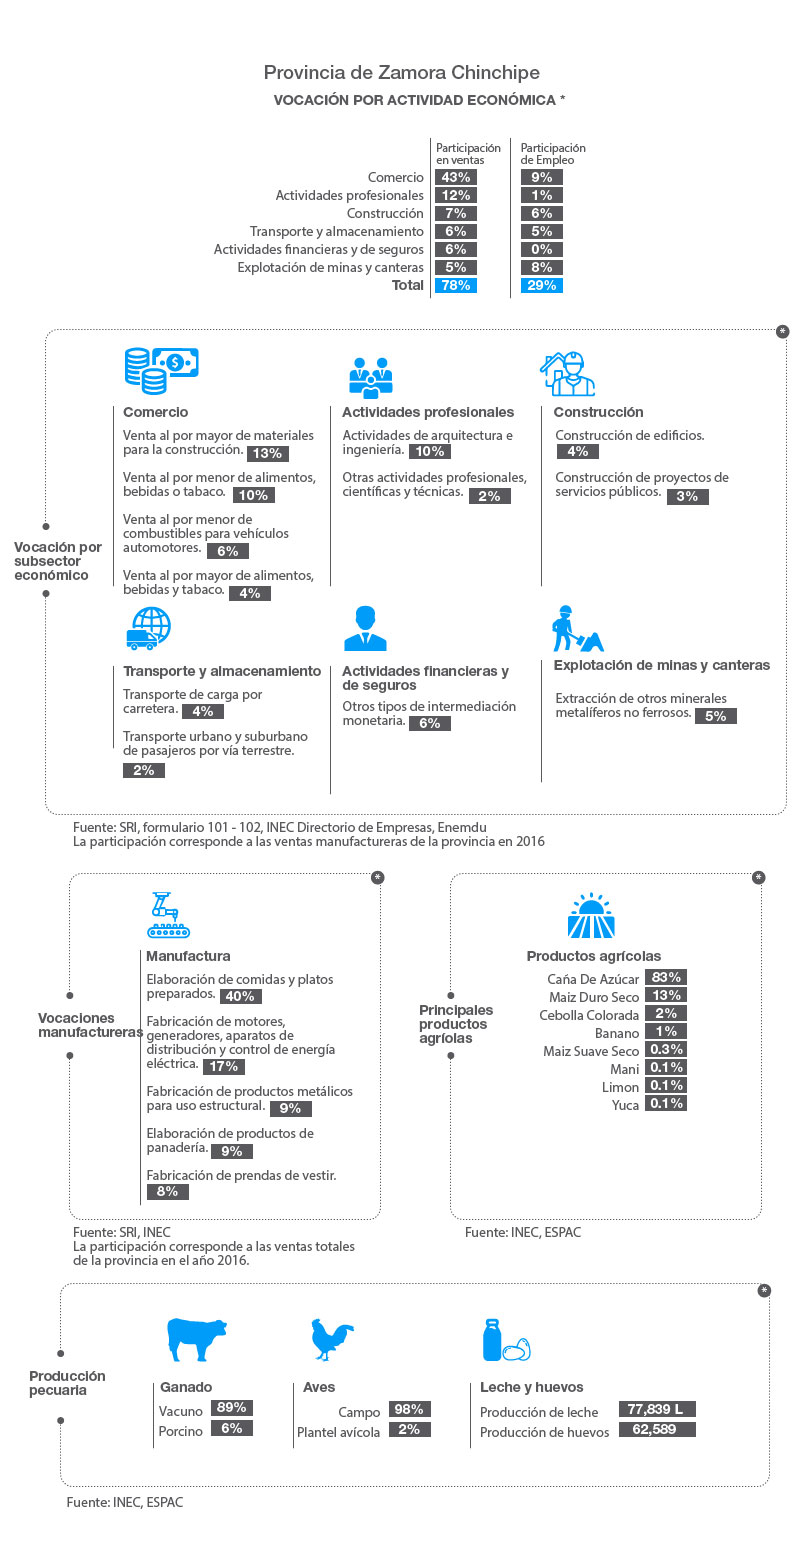 Provincia de Zamora Chinchipe
VOCACIÓN POR ACTIVIDAD ECONÓMICA *
Participación
en ventas
Participación
de Empleo
Comercio 43% 9%
Actividades profesionales 12% 1%
Construcción 7% 6%
Transporte y almacenamiento 6% 5%
Actividades financieras y de seguros 6% 0%
Explotación de minas y canteras 5% 8%
Total 78% 29%
*
Vocación por
subsector
económico
$
Comercio
Venta al por mayor de materiales
para la construcción. 13%
Venta al por menor de alimentos,
bebidas o tabaco. 10%
Venta al por menor de
combustibles para vehículos
automotores. 6%
Venta al por mayor de alimentos,
bebidas y tabaco. 4%
Actividades profesionales
Actividades de arquitectura e
ingeniería. 10%
Otras actividades profesionales,
científicas y técnicas. 2%
Construcción
Construcción de edificios.
4%
Construcción de proyectos de
servicios públicos. 3%
Transporte y almacenamiento
Transporte de carga por
carretera. 4%
Transporte urbano y suburbano
de pasajeros por vía terrestre.
2%
Actividades financieras y
de seguros
Otros tipos de intermediación
monetaria. 6%
Explotación de minas y canteras
Extracción de otros minerales
metalíferos no ferrosos. 5%
Fuente: SRI, formulario 101 - 102, INEC Directorio de Empresas, Enemdu
La participación corresponde a las ventas manufactureras de la provincia en 2016
*
Vocaciones
manufactureras
Manufactura
Elaboración de comidas y platos
preparados. 40%
Fabricación de motores,
generadores, aparatos de
distribución y control de energía
eléctrica. 17%
Fabricación de productos metálicos
para uso estructural. 9%
Elaboración de productos de
panadería. 9%
Fabricación de prendas de vestir.
8%
Fuente: SRI, INEC
La participación corresponde a las ventas totales
de la provincia en el año 2016.
*
Principales
productos
agríolas
Productos agrícolas
Caña De Azúcar 83%
Maiz Duro Seco 13%
Cebolla Colorada 2%
Banano 1%
Maiz Suave Seco 0.3%
Mani 0.1%
Limon 0.1%
Yuca 0.1%
Fuente: INEC, ESPAC
*
Producción
pecuaria
Ganado
Vacuno 89%
Porcino 6%
Aves
Campo 98%
Plantel avícola 2%
Leche y huevos
Producción de leche 77,839 L
Producción de huevos 62,589
Fuente: INEC, ESPAC